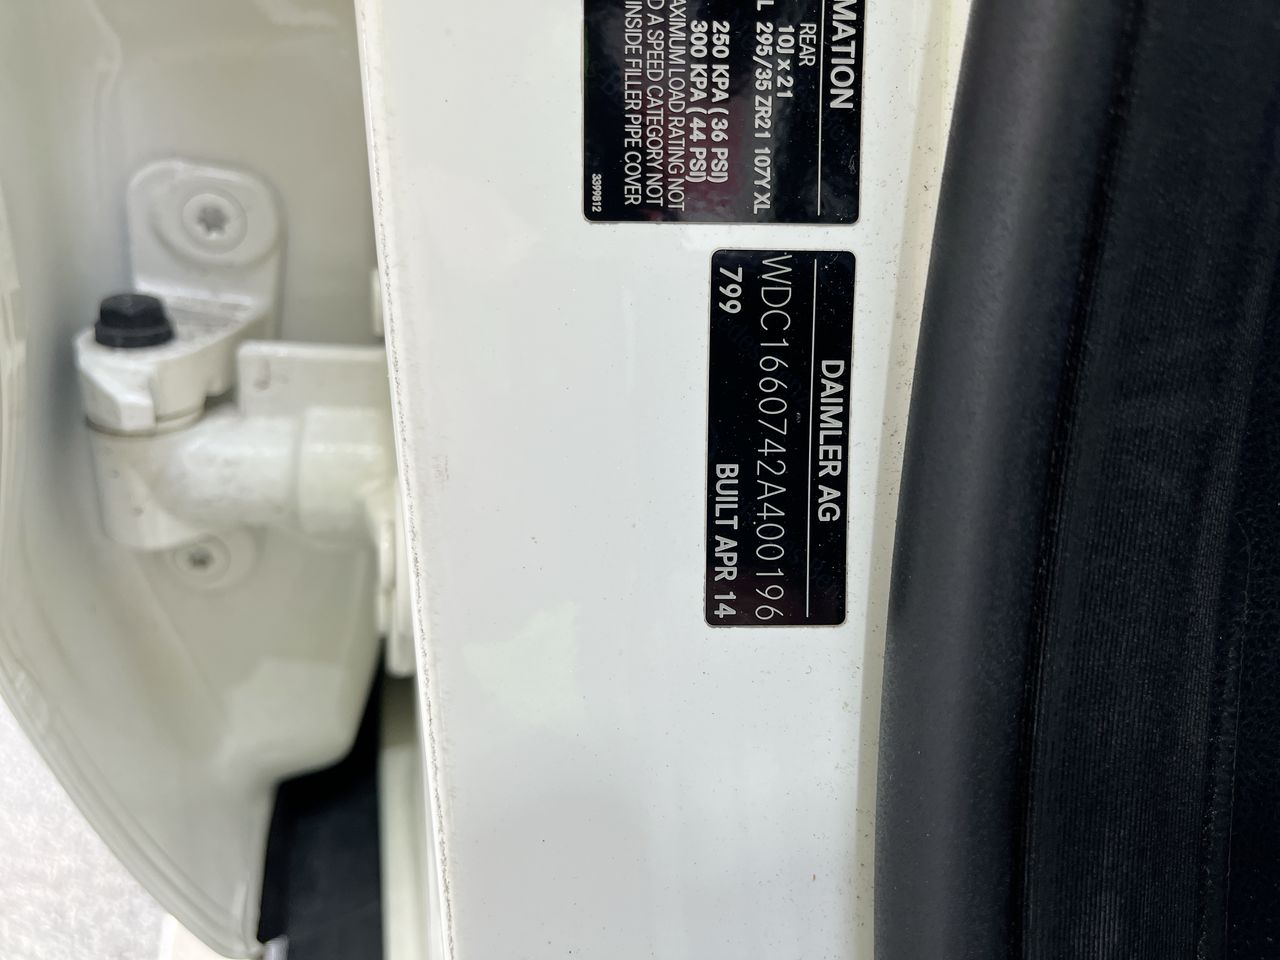 MATION
REAR
10J x 21
L 295/35 ZR21 107Y XL
250 KPA ( 36 PSI)
300 KPA ( 44 PSI)
AXIMUM LOAD RATING NOT
D A SPEED CATEGORY NOT
INSIDE FILLER PIPE COVER
3399812
DAIMLER AG
WDC1660742A400196
799 BUILT APR 14